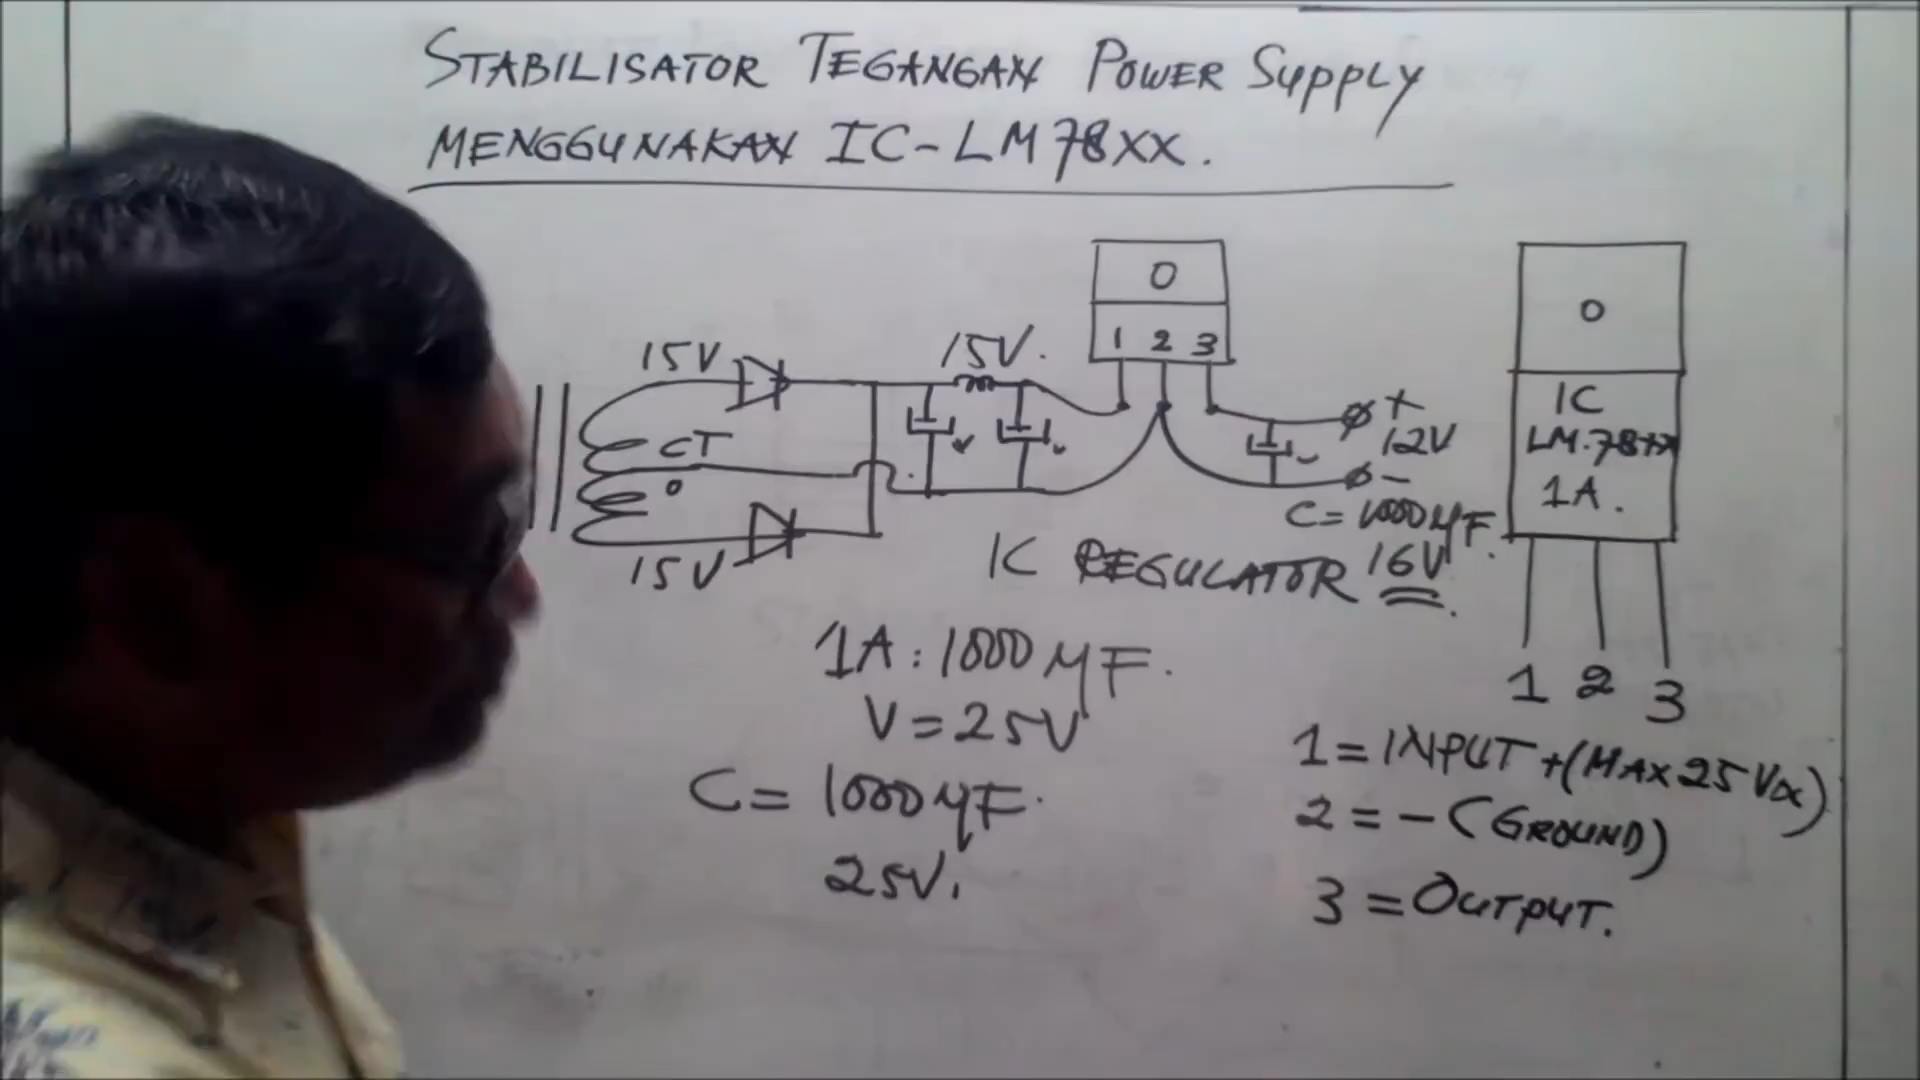 STABILISATOR TEGANGAN POWER SUPPLY
MENGGUNAKAN IC-LM78XX.
15V
CT
0
15V
15V.
0
1 2 3
+
12V
-
C= 1000µF.
16V.
IC REGULATOR
1A : 1000µF.
V = 25V
C = 1000µF.
25V.
0
IC
LM.78XX
1A.
1 2 3
1 = INPUT +(MAX 25 VDC)
2 = - (GROUND)
3 = OUTPUT.